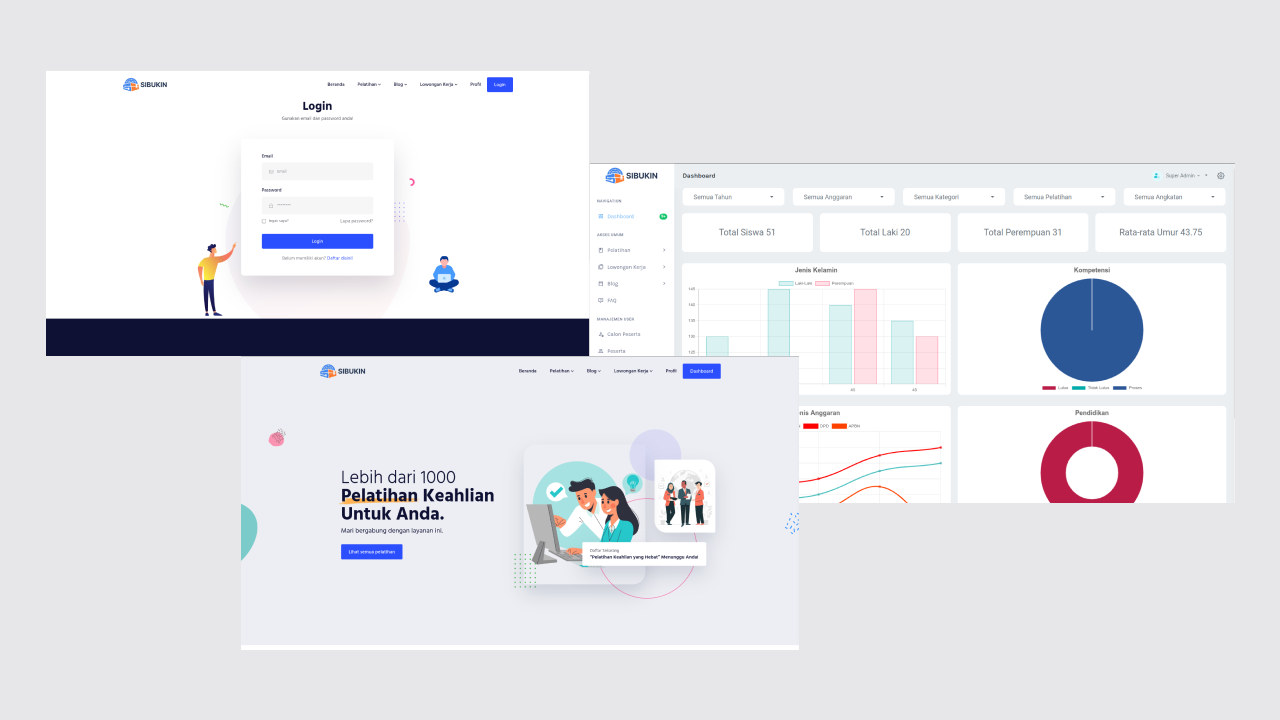 SIBUKIN
Beranda
Pelatihan
Blog
Lowongan Kerja
Profil
Login
Login
Gunakan email dan password anda!
Email
email
Password
********
Ingat saya?
Lupa password?
Login
Belum memiliki akun? Daftar disini!
SIBUKIN
NAVIGATION
Dashboard
AKSES UMUM
Pelatihan
Lowongan Kerja
Blog
FAQ
MANAJEMEN USER
Calon Peserta
Peserta
Dashboard
Super Admin
Semua Tahun
Semua Anggaran
Semua Kategori
Semua Pelatihan
Semua Angkatan
Total Siswa 51
Total Laki 20
Total Perempuan 31
Rata-rata Umur 43.75
Jenis Kelamin
Laki-Laki
Perempuan
Kompetensi
Lulus
Tidak Lulus
Proses
nis Anggaran
DPD
APBN
Pendidikan
SIBUKIN
Beranda
Pelatihan
Blog
Lowongan Kerja
Profil
Dashboard
Lebih dari 1000
Pelatihan Keahlian
Untuk Anda.
Mari bergabung dengan layanan ini.
Lihat semua pelatihan
Daftar Sekarang
"Pelatihan Keahlian yang Hebat" Menunggu Anda!